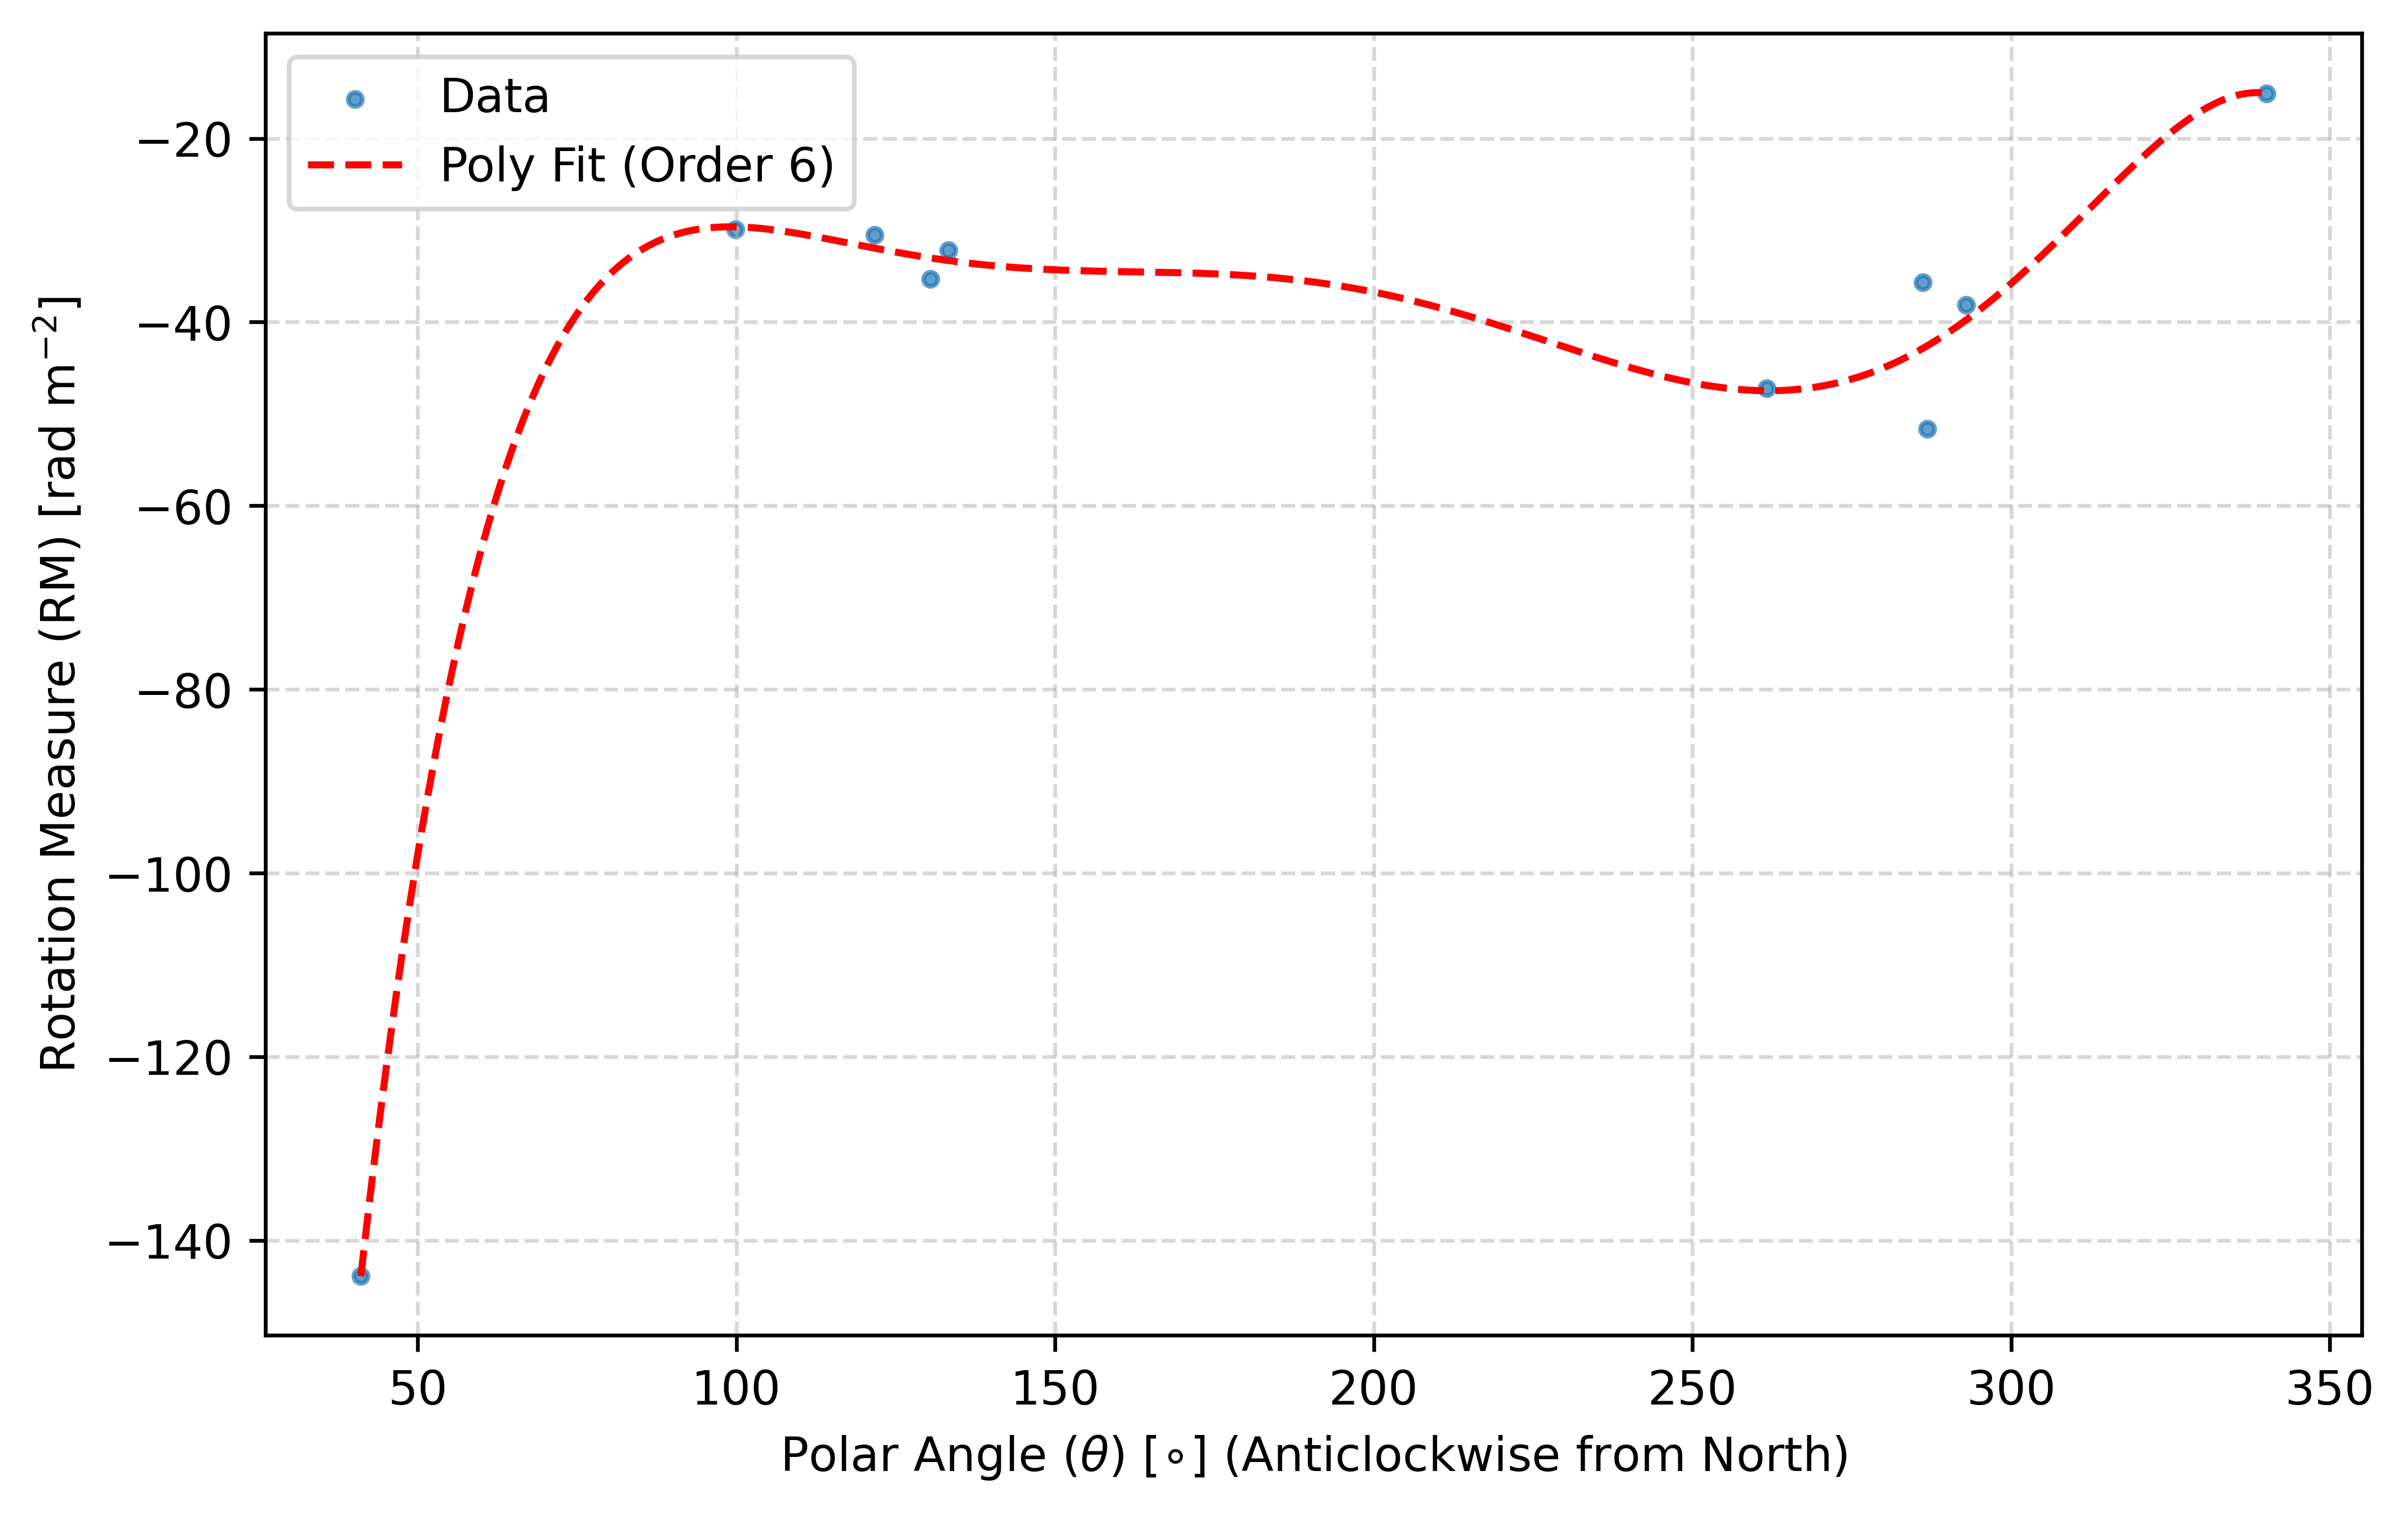 Data
Poly Fit (Order 6)
−20
−40
−60
−80
−100
−120
−140
Rotation Measure (RM) [rad m⁻²]
50 100 150 200 250 300 350
Polar Angle (θ) [∘] (Anticlockwise from North)